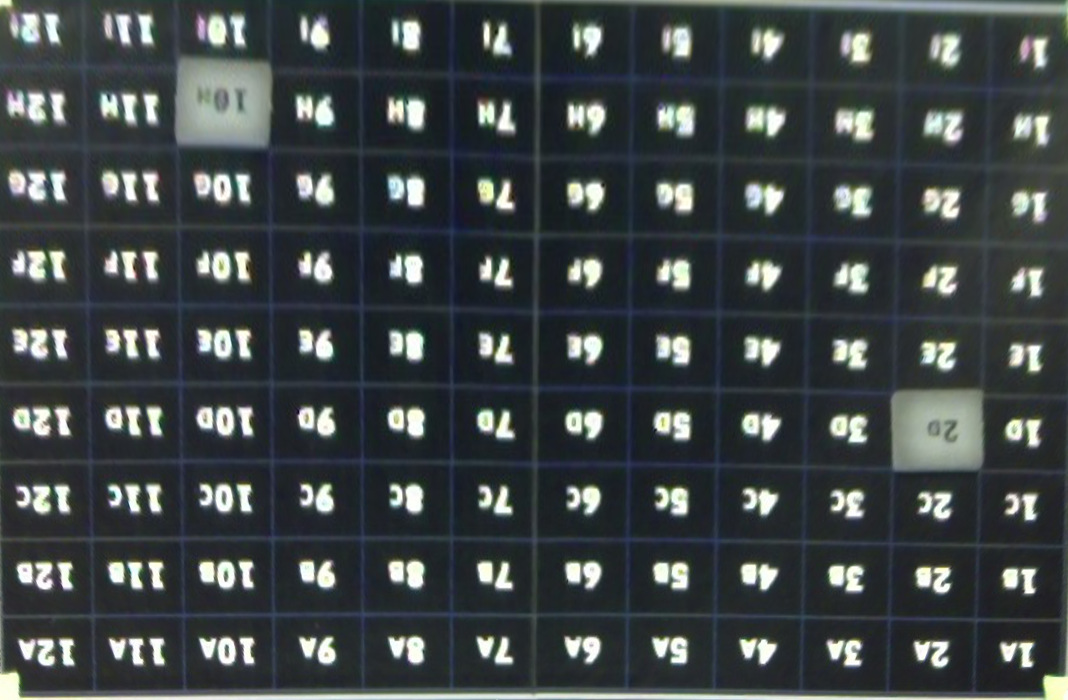 1A 2A 3A 4A 5A 6A 7A 8A 9A 10A 11A 12A
1B 2B 3B 4B 5B 6B 7B 8B 9B 10B 11B 12B
1C 2C 3C 4C 5C 6C 7C 8C 9C 10C 11C 12C
1D 2D 3D 4D 5D 6D 7D 8D 9D 10D 11D 12D
1E 2E 3E 4E 5E 6E 7E 8E 9E 10E 11E 12E
1F 2F 3F 4F 5F 6F 7F 8F 9F 10F 11F 12F
1G 2G 3G 4G 5G 6G 7G 8G 9G 10G 11G 12G
1H 2H 3H 4H 5H 6H 7H 8H 9H 10H 11H 12H
1I 2I 3I 4I 5I 6I 7I 8I 9I 10I 11I 12I